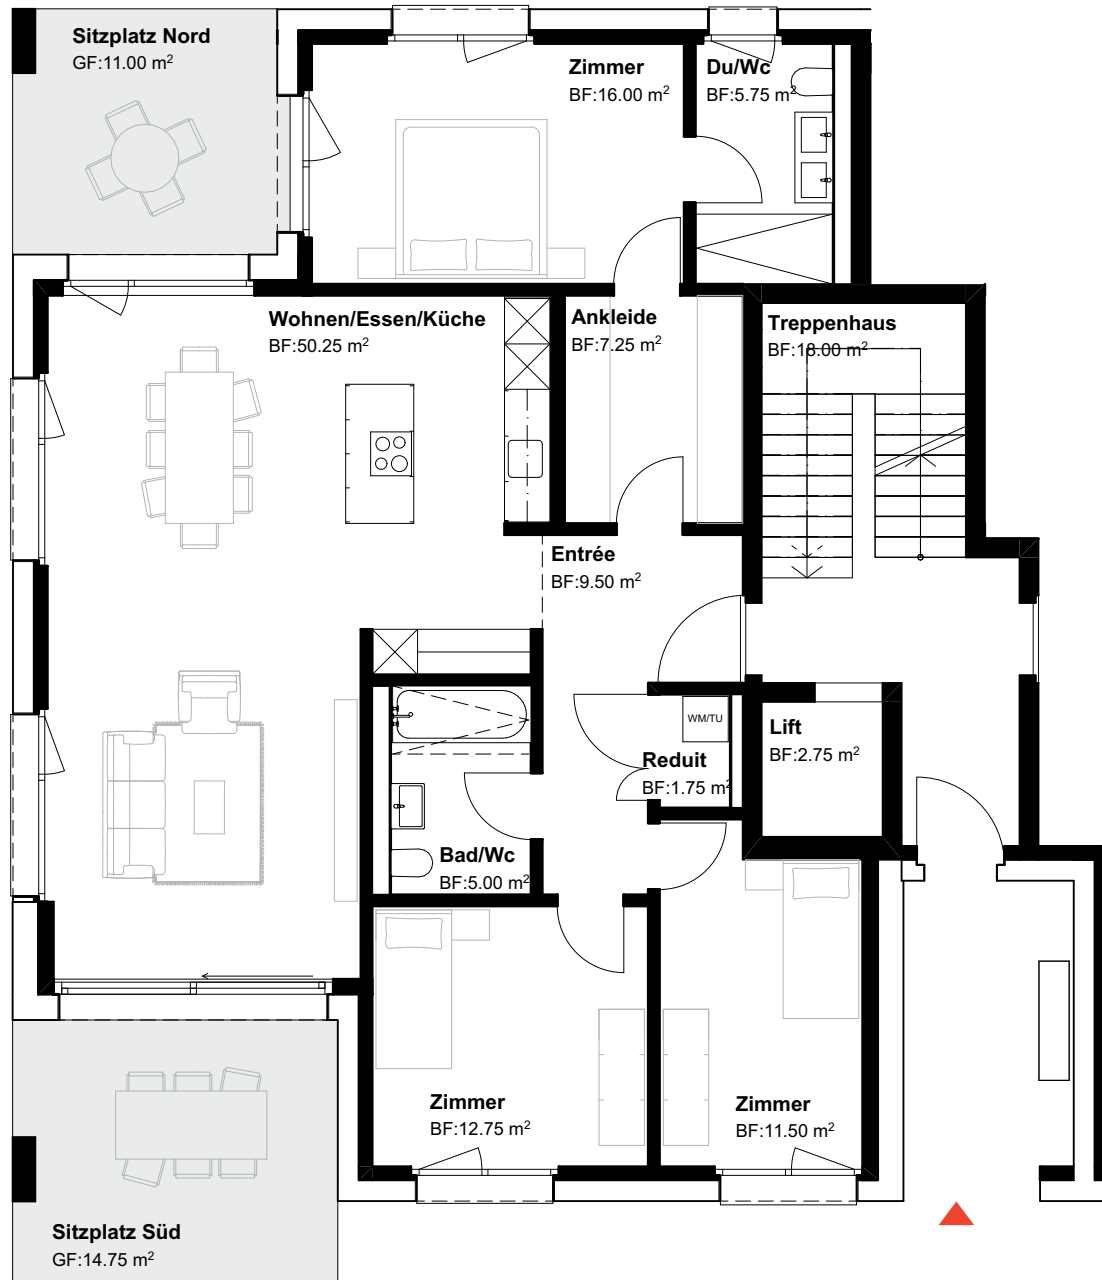 Sitzplatz Nord
GF:11.00 m²
Zimmer
BF:16.00 m²
Du/Wc
BF:5.75 m²
Wohnen/Essen/Küche
BF:50.25 m²
Ankleide
BF:7.25 m²
Treppenhaus
BF:18.00 m²
Entrée
BF:9.50 m²
WM/TU
Reduit
BF:1.75 m²
Lift
BF:2.75 m²
Bad/Wc
BF:5.00 m²
Zimmer
BF:12.75 m²
Zimmer
BF:11.50 m²
Sitzplatz Süd
GF:14.75 m²